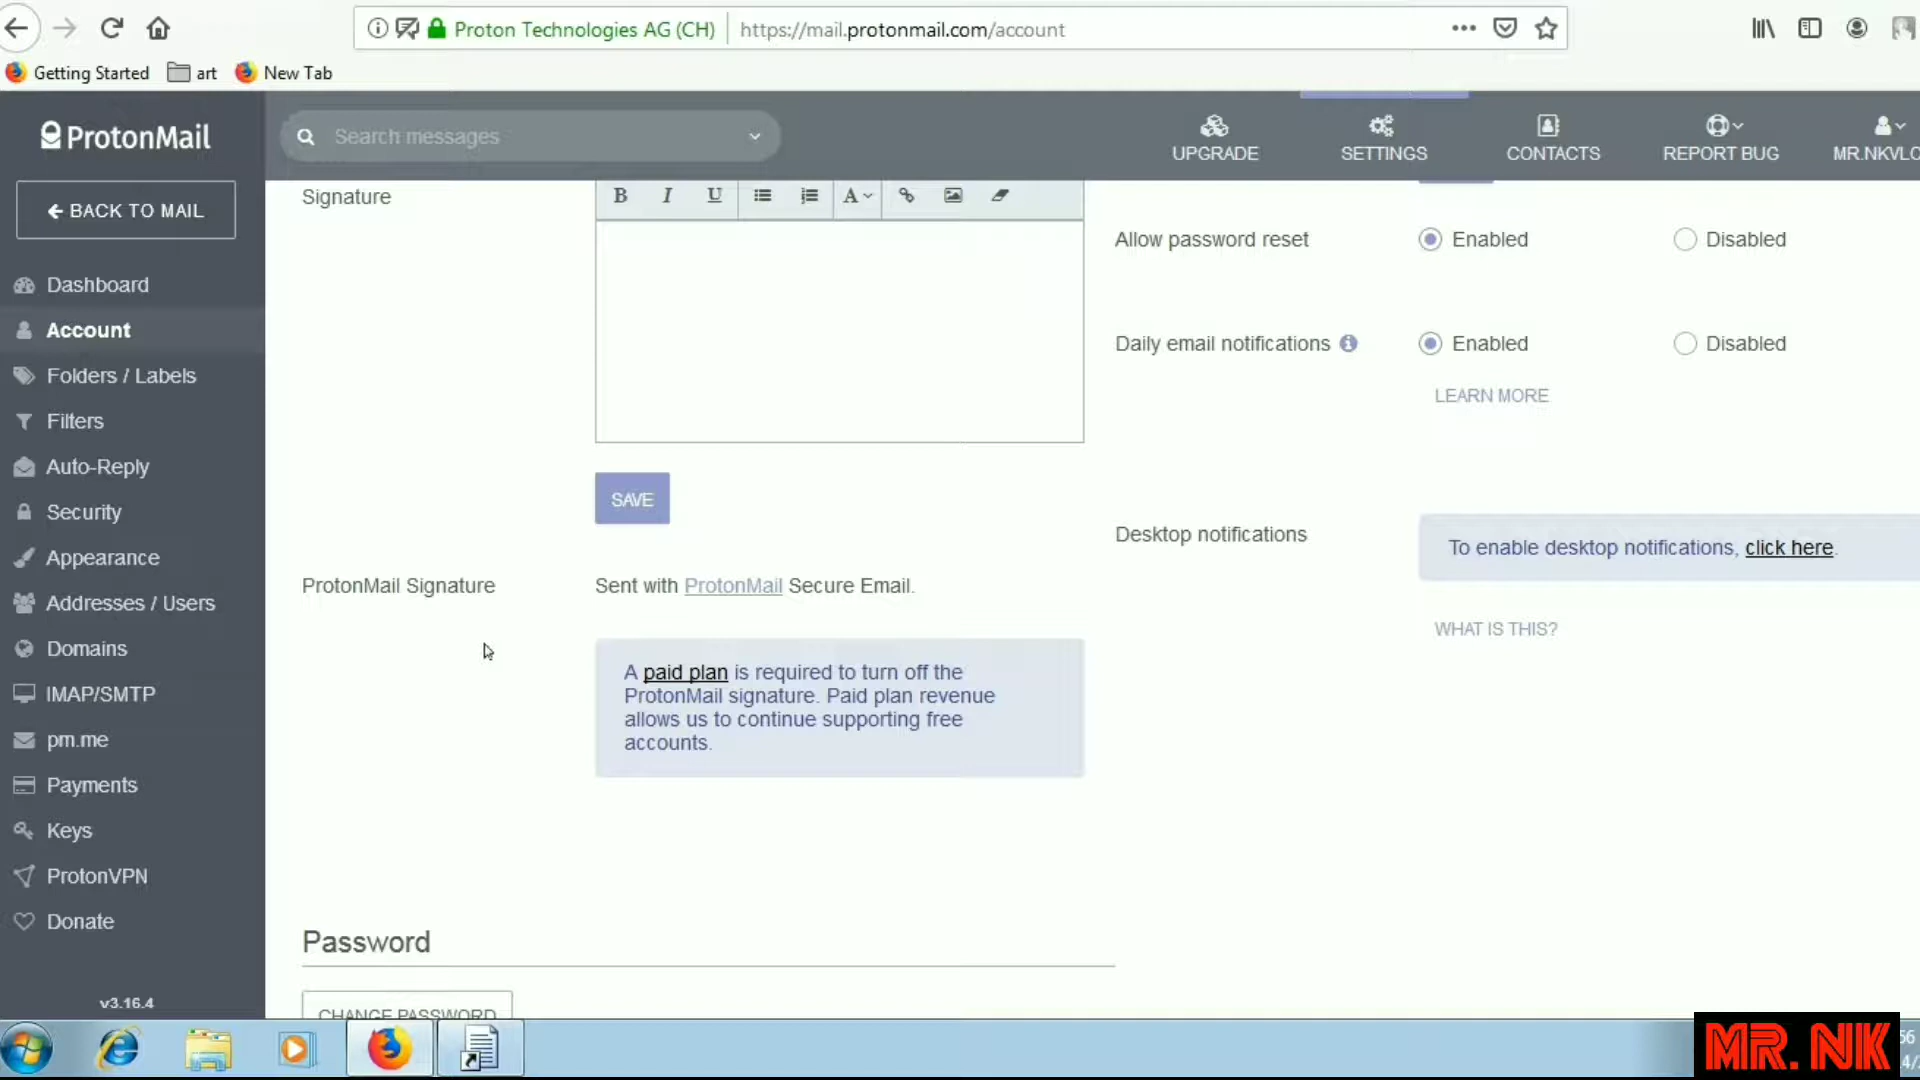 Proton Technologies AG (CH)
https://mail.protonmail.com/account
Getting Started
art
New Tab
ProtonMail
Search messages
UPGRADE
SETTINGS
CONTACTS
REPORT BUG
MR.NKVLO
BACK TO MAIL
Dashboard
Account
Folders / Labels
Filters
Auto-Reply
Security
Appearance
Addresses / Users
Domains
IMAP/SMTP
pm.me
Payments
Keys
ProtonVPN
Donate
v3.16.4
Signature
B I U A
SAVE
ProtonMail Signature
Sent with ProtonMail Secure Email.
A paid plan is required to turn off the
ProtonMail signature. Paid plan revenue
allows us to continue supporting free
accounts.
Password
CHANGE PASSWORD
Allow password reset
Enabled
Disabled
Daily email notifications
Enabled
Disabled
LEARN MORE
Desktop notifications
To enable desktop notifications, click here.
WHAT IS THIS?
MR. NK